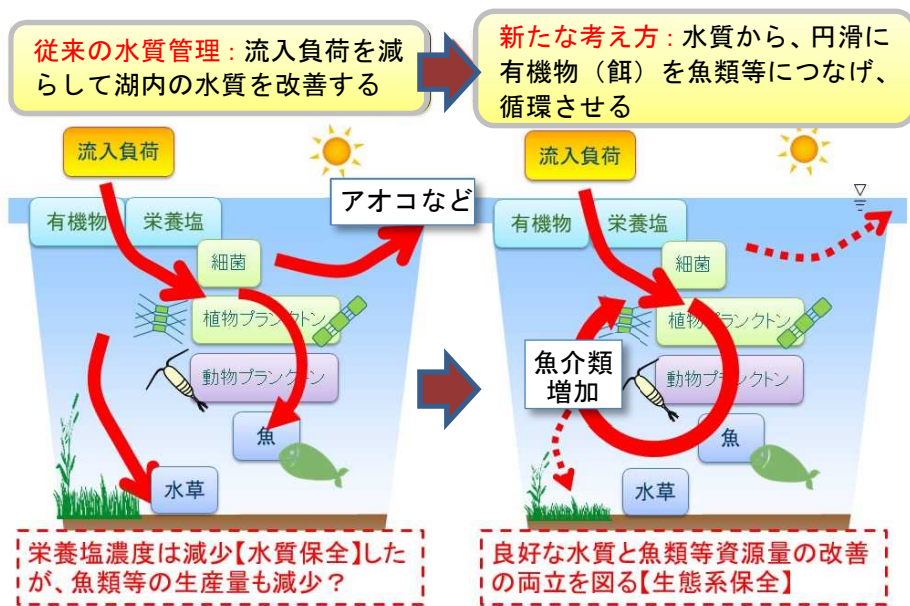 従来の水質管理：流入負荷を減
らして湖内の水質を改善する
新たな考え方：水質から、円滑に
有機物（餌）を魚類等につなげ、
循環させる
流入負荷
アオコなど
有機物
栄養塩
細菌
植物プランクトン
動物プランクトン
魚
水草
栄養塩濃度は減少【水質保全】した
が、魚類等の生産量も減少？
流入負荷
有機物
栄養塩
細菌
植物プランクトン
魚介類
増加
動物プランクトン
魚
水草
良好な水質と魚類等資源量の改善
の両立を図る【生態系保全】